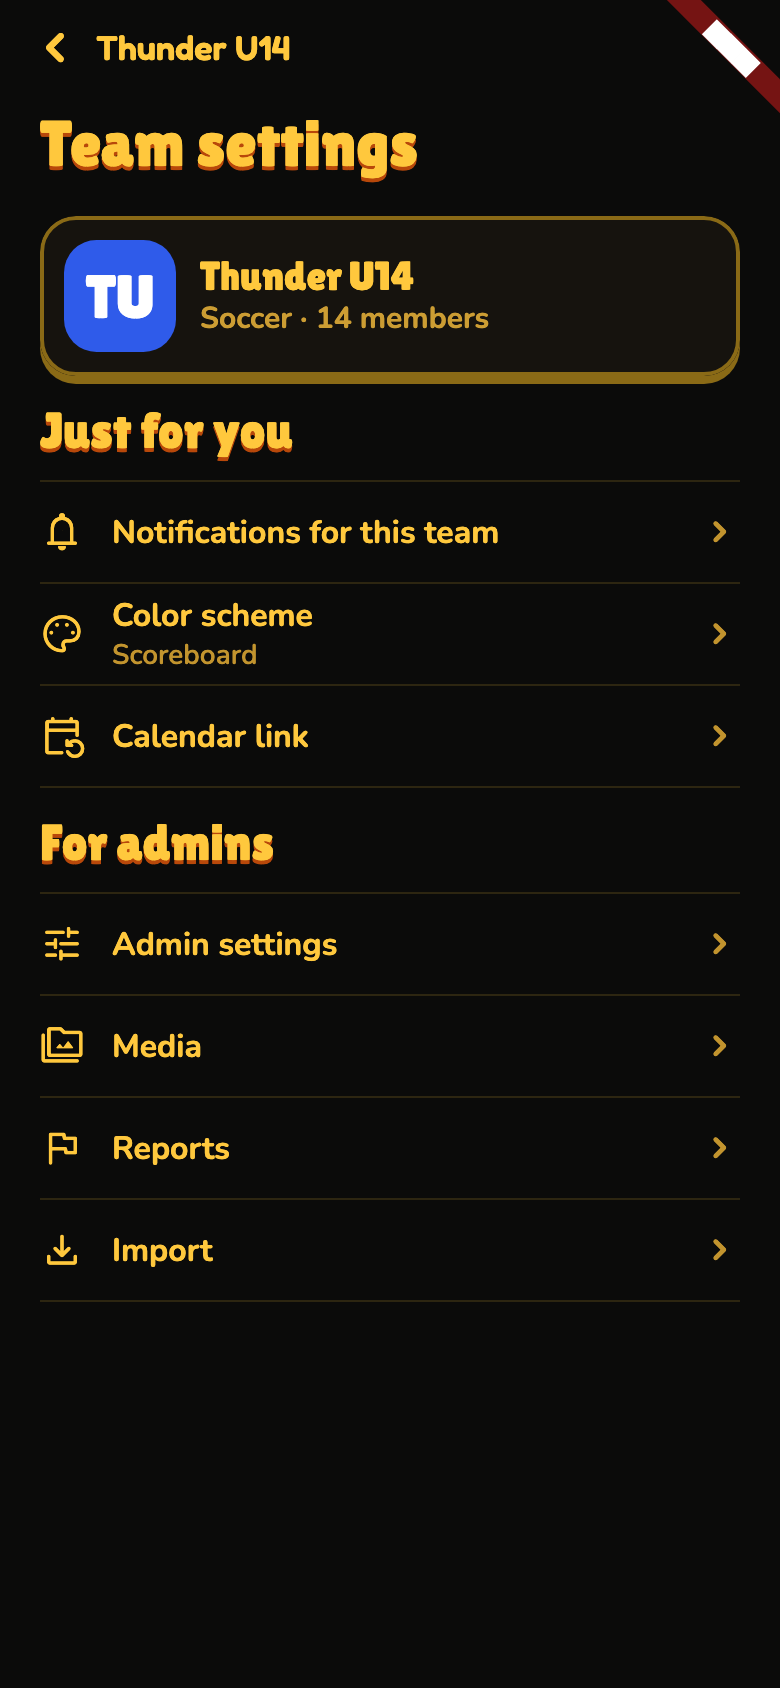 Thunder U14
Team settings
TU
Thunder U14
Soccer · 14 members
Just for you
Notifications for this team
Color scheme
Scoreboard
Calendar link
For admins
Admin settings
Media
Reports
Import